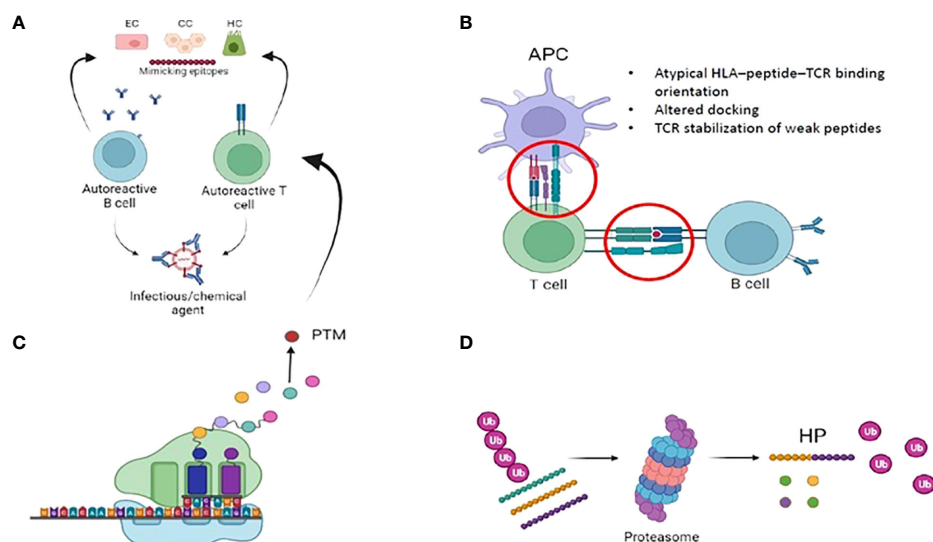 A
EC CC HC
Mimicking epitopes
Autoreactive
B cell
Autoreactive T
cell
Infectious/chemical
agent
B
APC
• Atypical HLA–peptide–TCR binding
orientation
• Altered docking
• TCR stabilization of weak peptides
T cell
B cell
C
PTM
D
Ub
Ub
Ub
Ub
Proteasome
HP
Ub
Ub
Ub
Ub